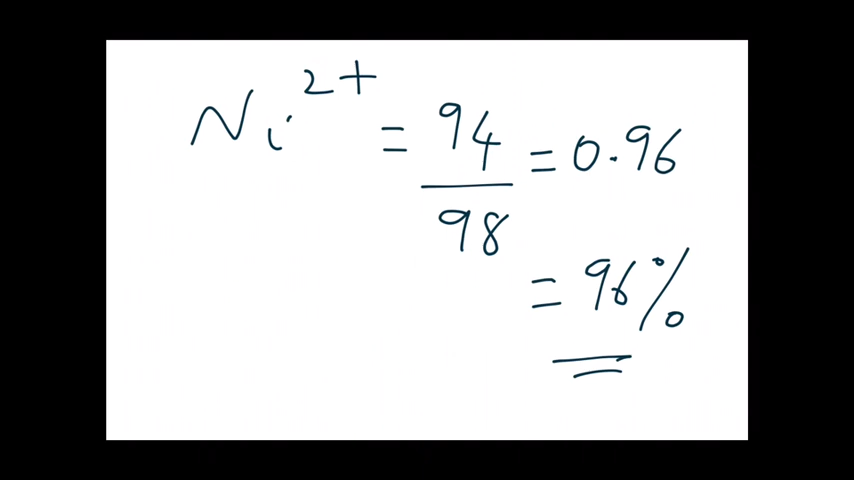 Ni²⁺ = 94/98 = 0.96
= 96%